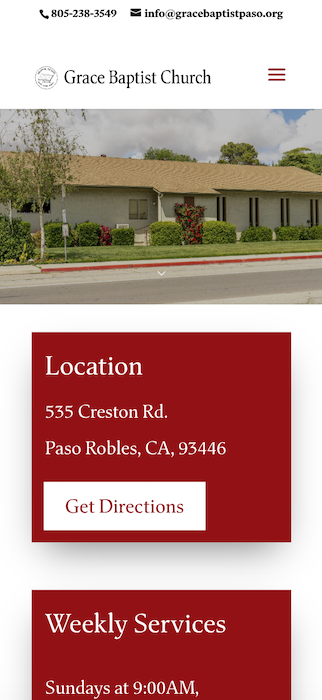 805-238-3549 info@gracebaptistpaso.org
Grace Baptist Church
Location
535 Creston Rd.
Paso Robles, CA, 93446
Get Directions
Weekly Services
Sundays at 9:00AM,